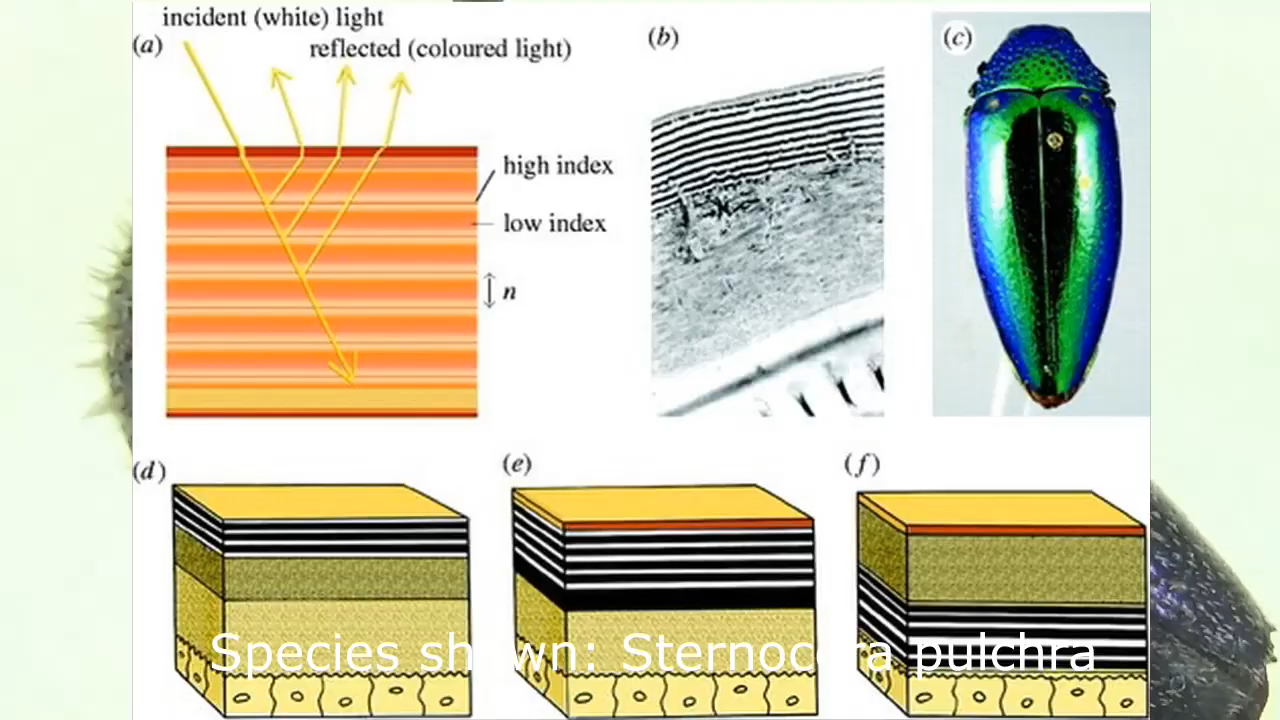 incident (white) light
(a)
reflected (coloured light)
high index
low index
n
(b)
(c)
(d)
(e)
(f)
Species shown: Sternocera pulchra